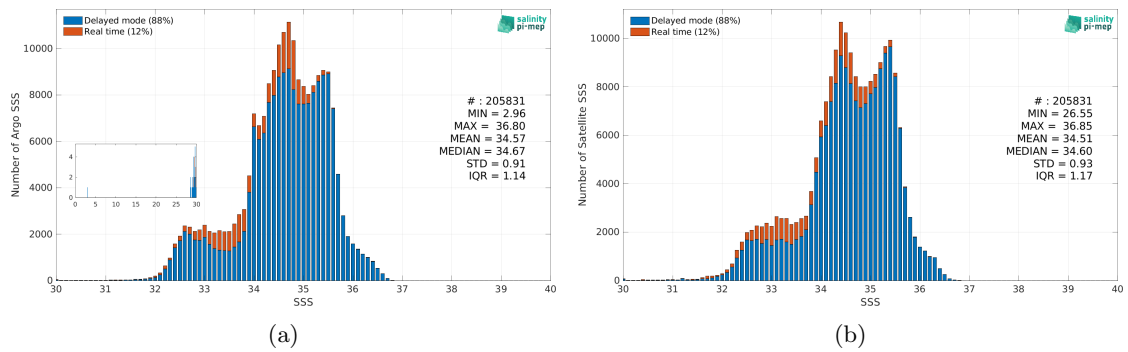 Delayed mode (88%)
Real time (12%)
salinity
pi-mep
10000
8000
6000
4000
2000
0
Number of Argo SSS
# : 205831
MIN = 2.96
MAX = 36.80
MEAN = 34.57
MEDIAN = 34.67
STD = 0.91
IQR = 1.14
4
2
0
0 5 10 15 20 25 30
30 31 32 33 34 35 36 37 38 39 40
SSS
(a)
Delayed mode (88%)
Real time (12%)
salinity
pi-mep
10000
8000
6000
4000
2000
0
Number of Satellite SSS
# : 205831
MIN = 26.55
MAX = 36.85
MEAN = 34.51
MEDIAN = 34.60
STD = 0.93
IQR = 1.17
30 31 32 33 34 35 36 37 38 39 40
SSS
(b)